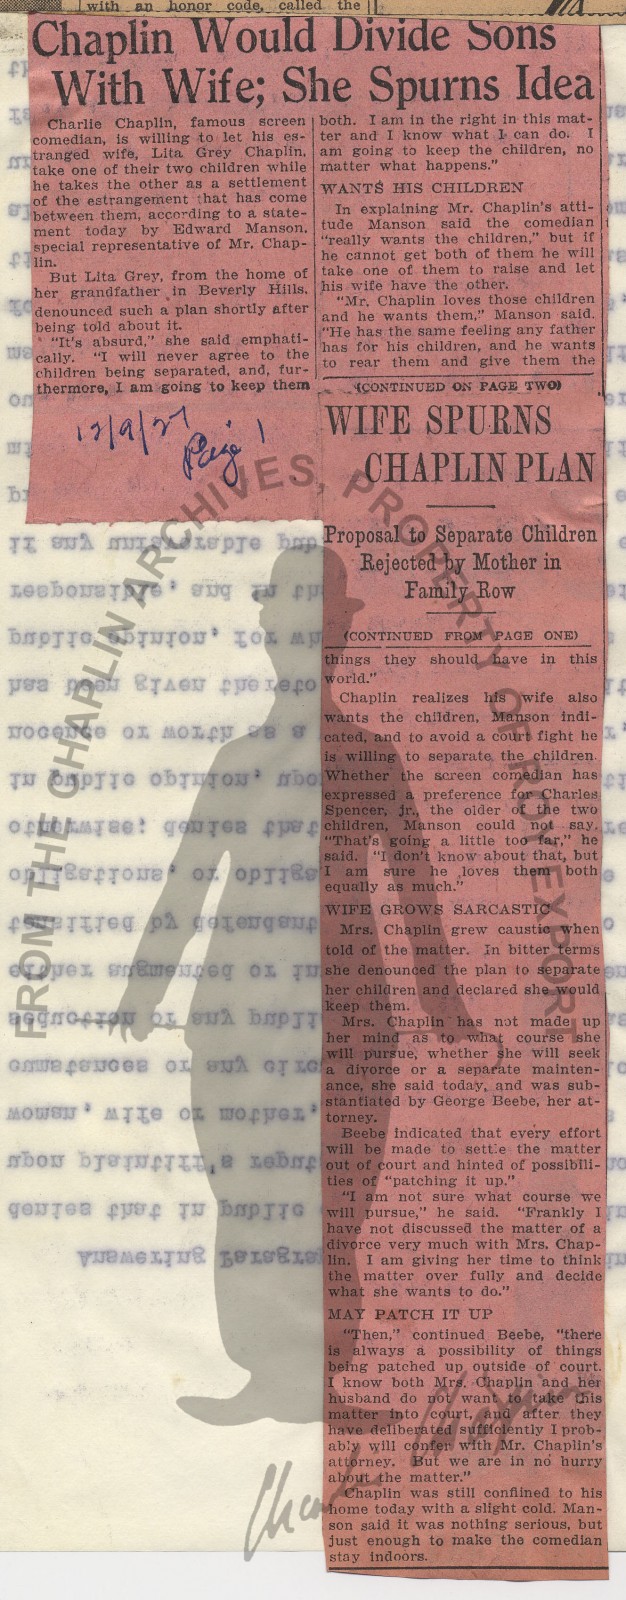 with an honor code, called the
Chaplin Would Divide Sons
With Wife; She Spurns Idea
Charlie Chaplin, famous screen
comedian, is willing to let his es-
tranged wife, Lita Grey Chaplin,
take one of their two children while
he takes the other as a settlement
of the estrangement that has come
between them, according to a state-
ment today by Edward Manson,
special representative of Mr. Chap-
lin.
But Lita Grey, from the home of
her grandfather in Beverly Hills,
denounced such a plan shortly after
being told about it.
"It's absurd," she said emphati-
cally. "I will never agree to the
children being separated, and, fur-
thermore, I am going to keep them
both. I am in the right in this mat-
ter and I know what I can do. I
am going to keep the children, no
matter what happens."
WANTS HIS CHILDREN
In explaining Mr. Chaplin's atti-
tude Manson said the comedian
"really wants the children," but if
he cannot get both of them he will
take one of them to raise and let
his wife have the other.
"Mr. Chaplin loves those children
and he wants them," Manson said.
"He has the same feeling any father
has for his children, and he wants
to rear them and give them the
(CONTINUED ON PAGE TWO)
12/9/27
Page 1
WIFE SPURNS
CHAPLIN PLAN
Proposal to Separate Children
Rejected by Mother in
Family Row
(CONTINUED FROM PAGE ONE)
things they should have in this
world."
Chaplin realizes his wife also
wants the children, Manson indi-
cated, and to avoid a court fight he
is willing to separate the children.
Whether the screen comedian has
expressed a preference for Charles
Spencer, jr., the older of the two
children, Manson could not say.
"That's going a little too far," he
said. "I don't know about that, but
I am sure he loves them both
equally as much."
WIFE GROWS SARCASTIC
Mrs. Chaplin grew caustic when
told of the matter. In bitter terms
she denounced the plan to separate
her children and declared she would
keep them.
Mrs. Chaplin has not made up
her mind as to what course she
will pursue, whether she will seek
a divorce or a separate mainten-
ance, she said today, and was sub-
stantiated by George Beebe, her at-
torney.
Beebe indicated that every effort
will be made to settle the matter
out of court and hinted of possibili-
ties of "patching it up."
"I am not sure what course we
will pursue," he said. "Frankly I
have not discussed the matter of a
divorce very much with Mrs. Chap-
lin. I am giving her time to think
the matter over fully and decide
what she wants to do."
MAY PATCH IT UP
"Then," continued Beebe, "there
is always a possibility of things
being patched up outside of court.
I know both Mrs. Chaplin and her
husband do not want to take this
matter into court, and after they
have deliberated sufficiently I prob-
ably will confer with Mr. Chaplin's
attorney. But we are in no hurry
about the matter."
Chaplin was still confined to his
home today with a slight cold. Man-
son said it was nothing serious, but
just enough to make the comedian
stay indoors.
FROM THE CHAPLIN ARCHIVES, PROPERTY OF ROY EXPORT
Charlie Chaplin